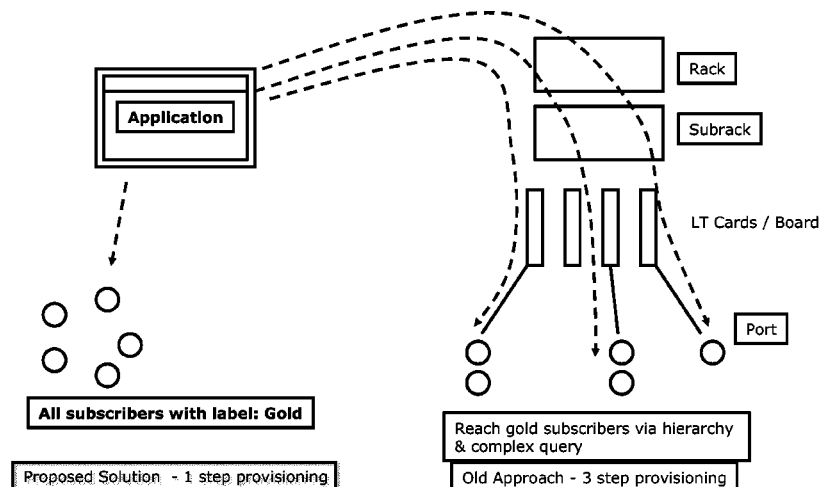 Application
Rack
Subrack
LT Cards / Board
Port
All subscribers with label: Gold
Reach gold subscribers via hierarchy
& complex query
Proposed Solution - 1 step provisioning
Old Approach - 3 step provisioning